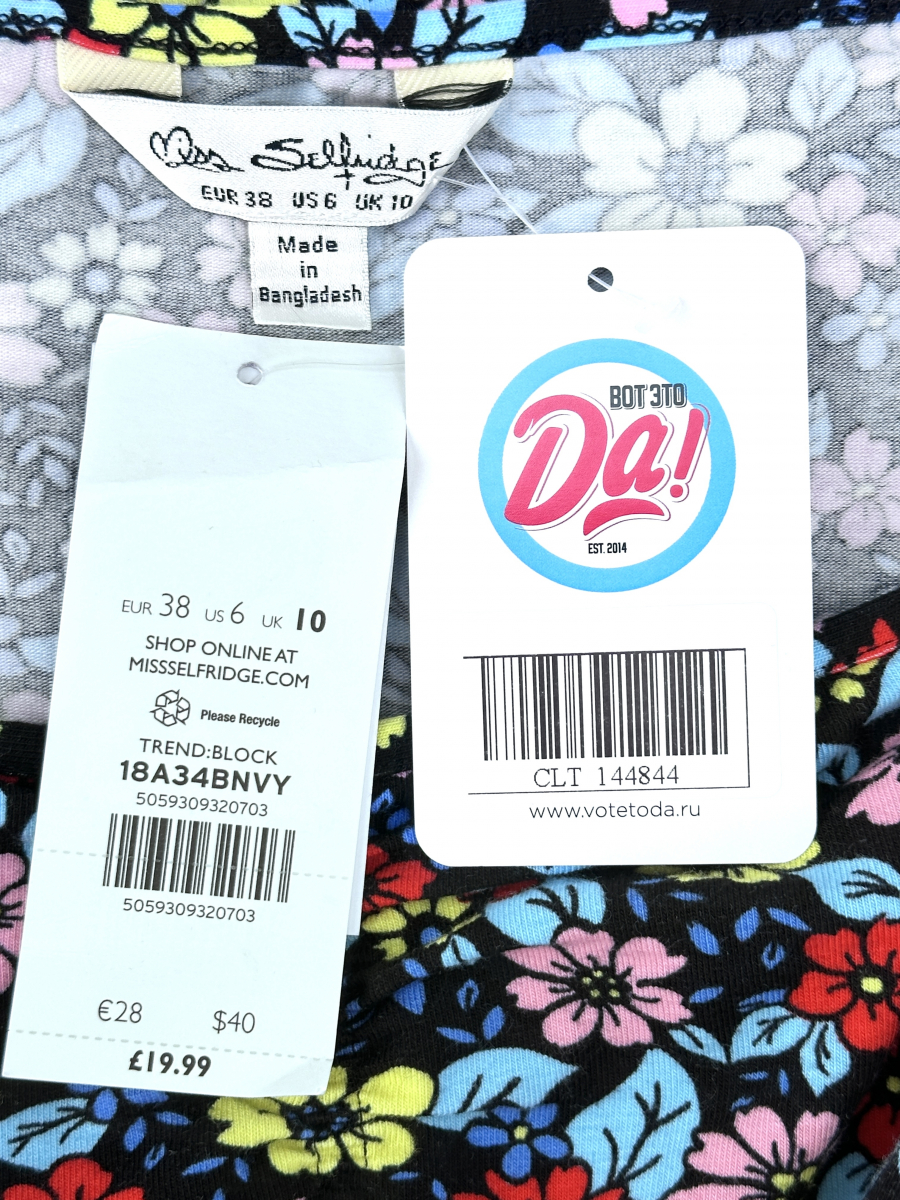 Miss Selfridge
EUR 38 US 6 UK 10
Made
in
Bangladesh
EUR 38 US 6 UK 10
SHOP ONLINE AT
MISSSELFRIDGE.COM
Please Recycle
TREND:BLOCK
18A34BNVY
5059309320703
5059309320703
€28 $40
£19.99
ВОТ ЭТО
Da!
EST. 2014
CLT 144844
www.votetoda.ru